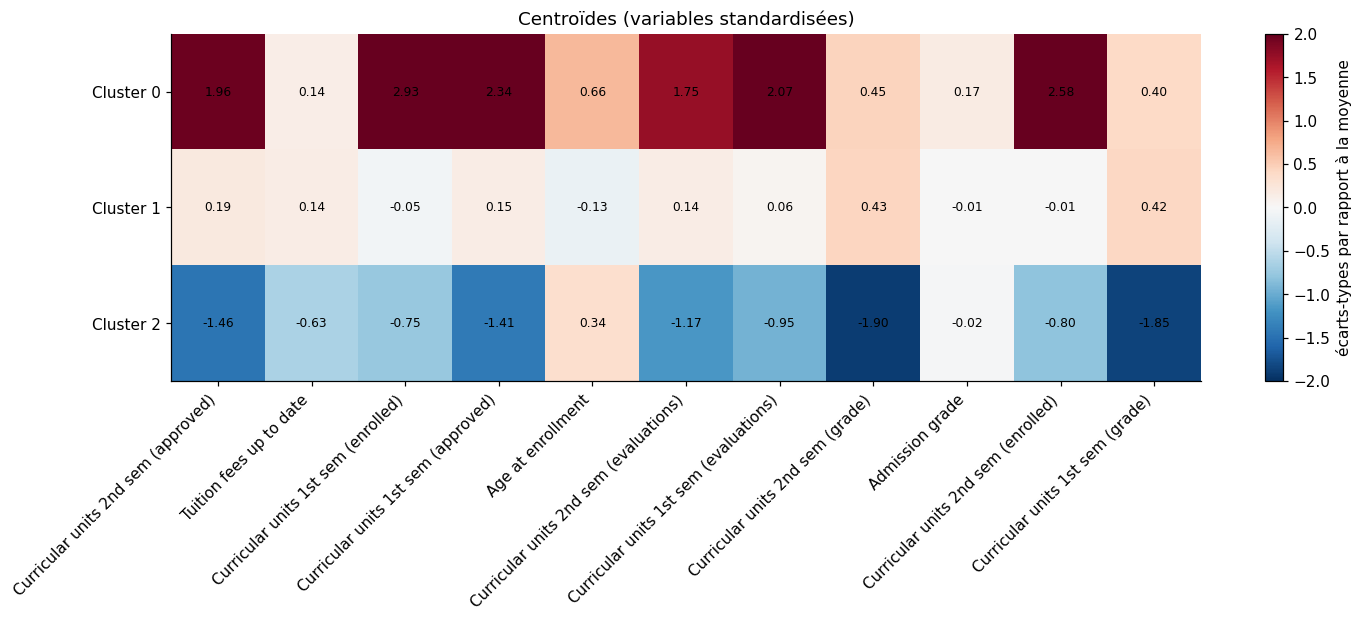 Centroïdes (variables standardisées)
Cluster 0
1.96 0.14 2.93 2.34 0.66 1.75 2.07 0.45 0.17 2.58 0.40
Cluster 1
0.19 0.14 -0.05 0.15 -0.13 0.14 0.06 0.43 -0.01 -0.01 0.42
Cluster 2
-1.46 -0.63 -0.75 -1.41 0.34 -1.17 -0.95 -1.90 -0.02 -0.80 -1.85
Curricular units 2nd sem (approved)
Tuition fees up to date
Curricular units 1st sem (enrolled)
Curricular units 1st sem (approved)
Age at enrollment
Curricular units 2nd sem (evaluations)
Curricular units 1st sem (evaluations)
Curricular units 2nd sem (grade)
Admission grade
Curricular units 2nd sem (enrolled)
Curricular units 1st sem (grade)
2.0
1.5
1.0
0.5
0.0
−0.5
−1.0
−1.5
−2.0
écarts-types par rapport à la moyenne